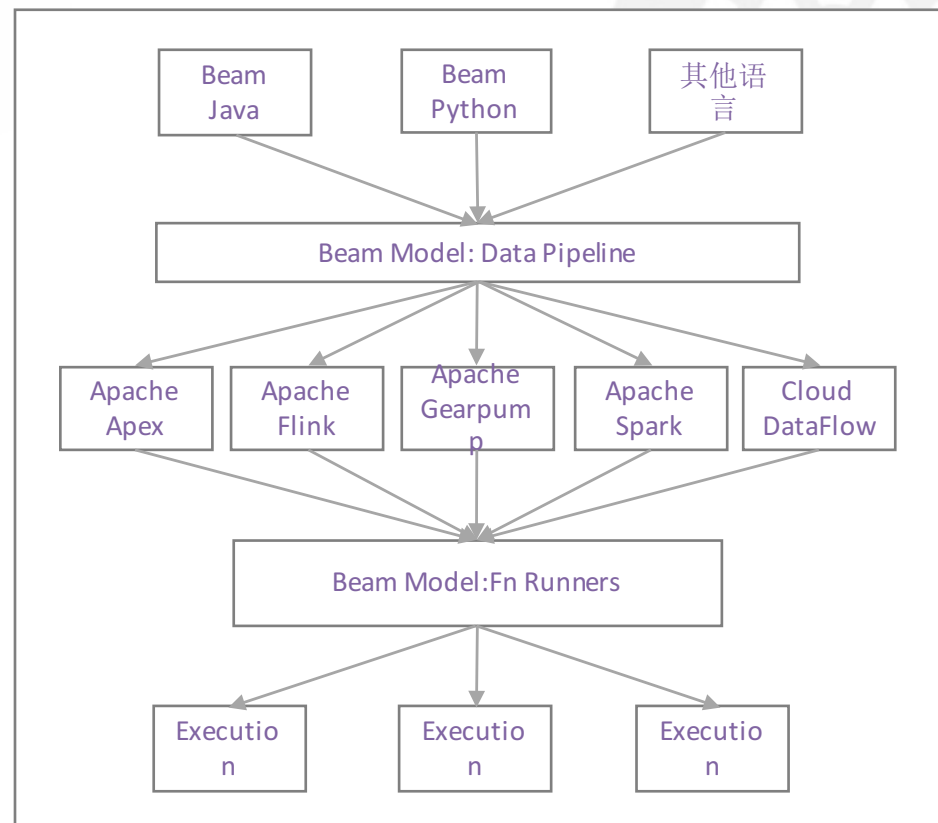 Beam
Java
Beam
Python
其他语
言
Beam Model: Data Pipeline
Apache
Apex
Apache
Flink
Apache
Gearpum
p
Apache
Spark
Cloud
DataFlow
Beam Model:Fn Runners
Executio
n
Executio
n
Executio
n